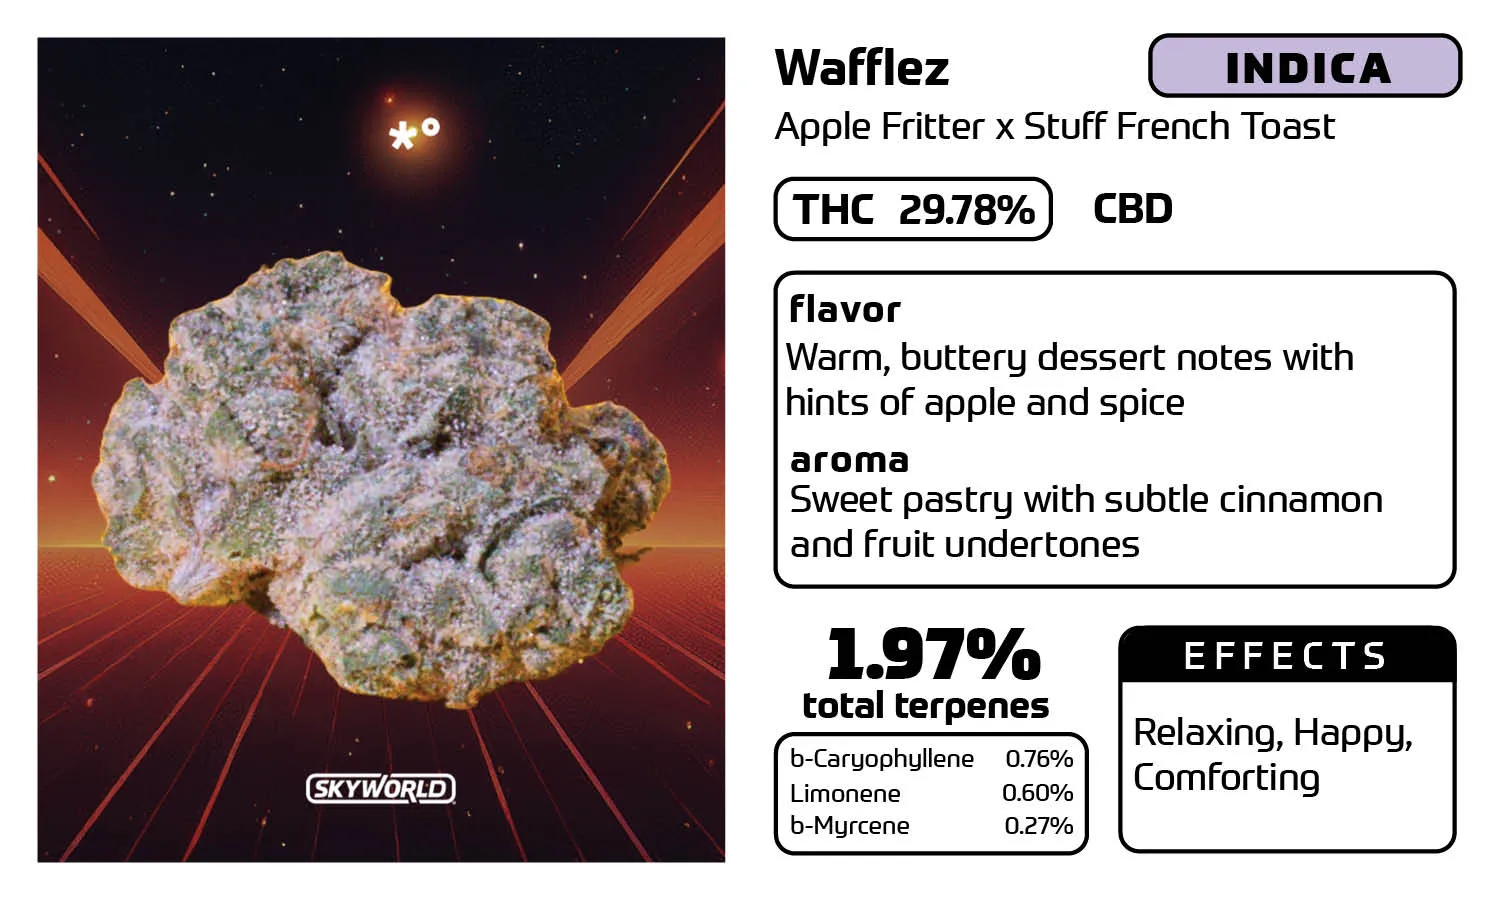 *°
SKYWORLD
Wafflez
INDICA
Apple Fritter x Stuff French Toast
THC 29.78%
CBD
flavor
Warm, buttery dessert notes with
hints of apple and spice
aroma
Sweet pastry with subtle cinnamon
and fruit undertones
1.97%
total terpenes
b-Caryophyllene 0.76%
Limonene 0.60%
b-Myrcene 0.27%
EFFECTS
Relaxing, Happy,
Comforting